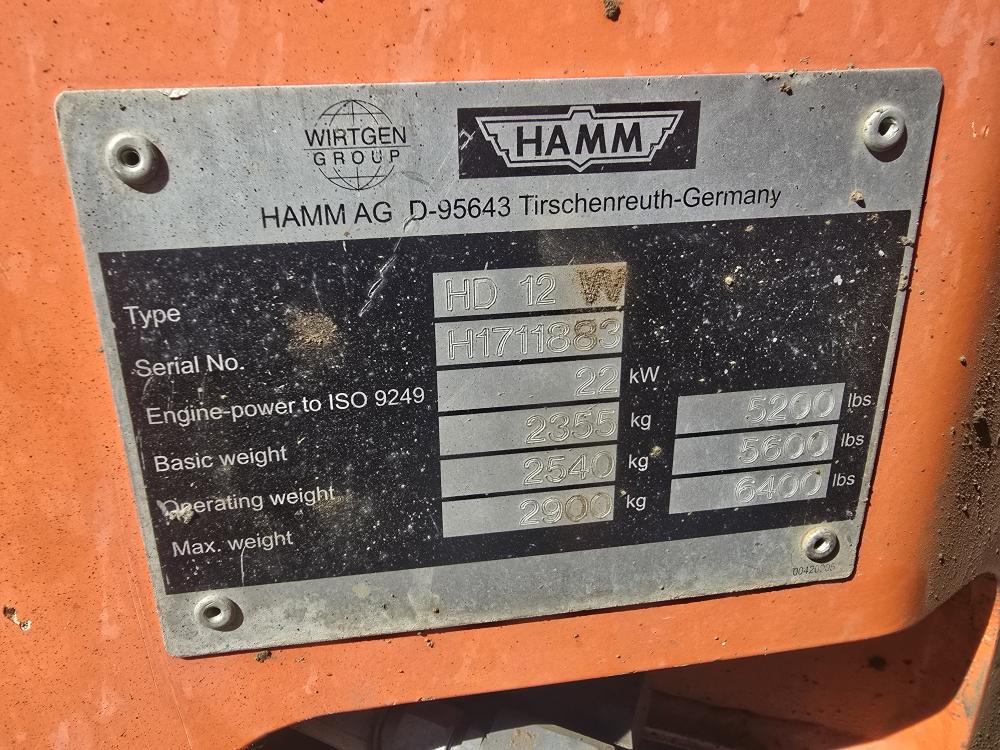 WIRTGEN
GROUP
HAMM
HAMM AG D-95643 Tirschenreuth-Germany
Type HD 12 W
Serial No. H1711883
Engine-power to ISO 9249 22 kW
Basic weight 2355 kg 5200 lbs.
Operating weight 2540 kg 5600 lbs
Max. weight 2900 kg 6400 lbs